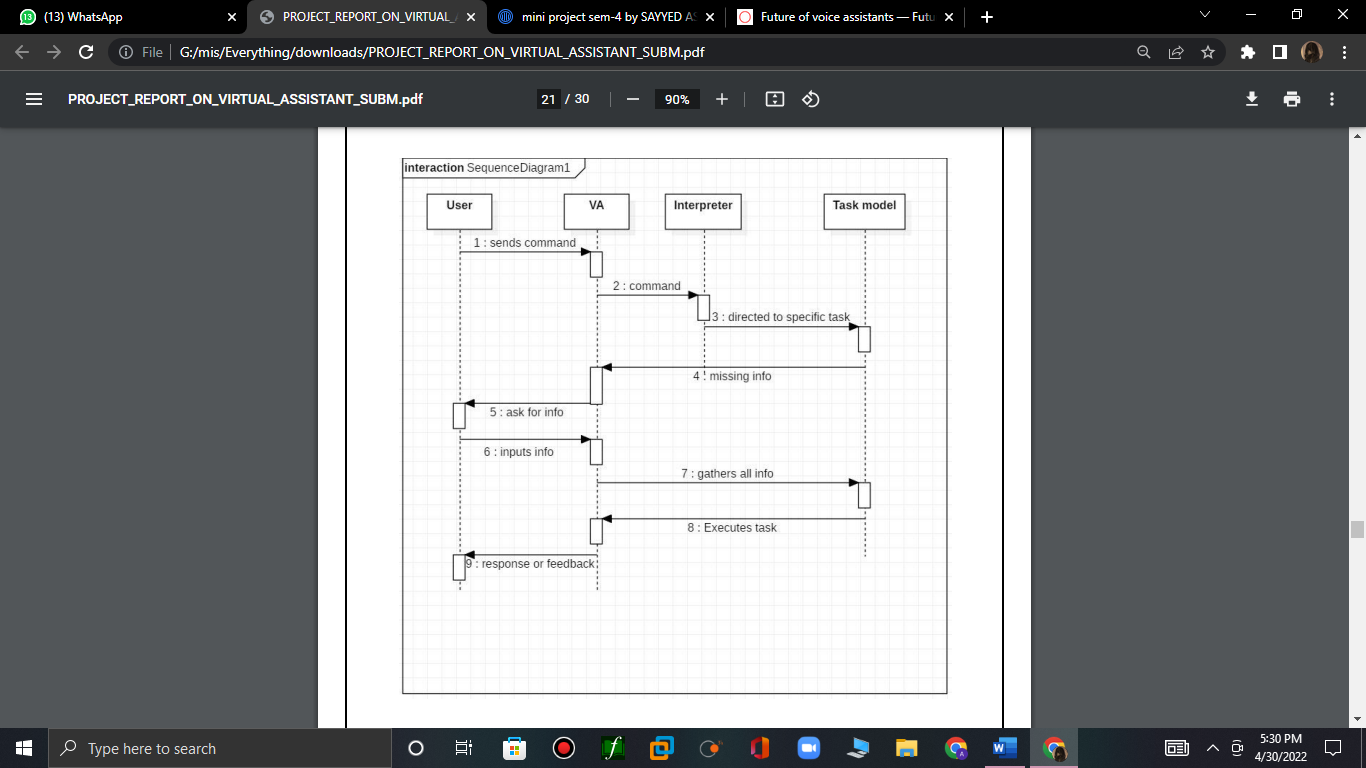 (13) WhatsApp
PROJECT_REPORT_ON_VIRTUAL_
mini project sem-4 by SAYYED AS
Future of voice assistants — Futu
File
G:/mis/Everything/downloads/PROJECT_REPORT_ON_VIRTUAL_ASSISTANT_SUBM.pdf
PROJECT_REPORT_ON_VIRTUAL_ASSISTANT_SUBM.pdf
21 / 30
90%
interaction SequenceDiagram1
User
VA
Interpreter
Task model
1 : sends command
2 : command
3 : directed to specific task
4 : missing info
5 : ask for info
6 : inputs info
7 : gathers all info
8 : Executes task
9 : response or feedback
Type here to search
5:30 PM
4/30/2022